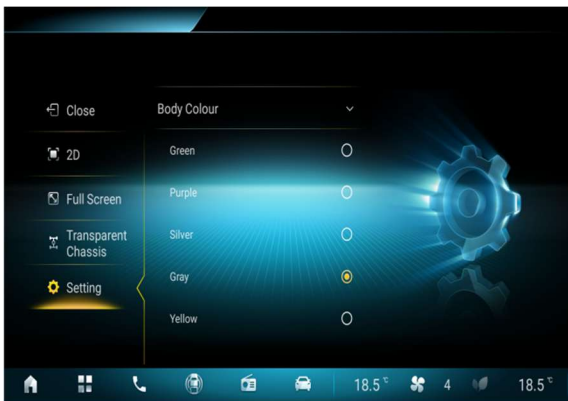 Close
2D
Full Screen
Transparent
Chassis
Setting
Body Colour
Green
Purple
Silver
Gray
Yellow
18.5 ℃
4
18.5 ℃